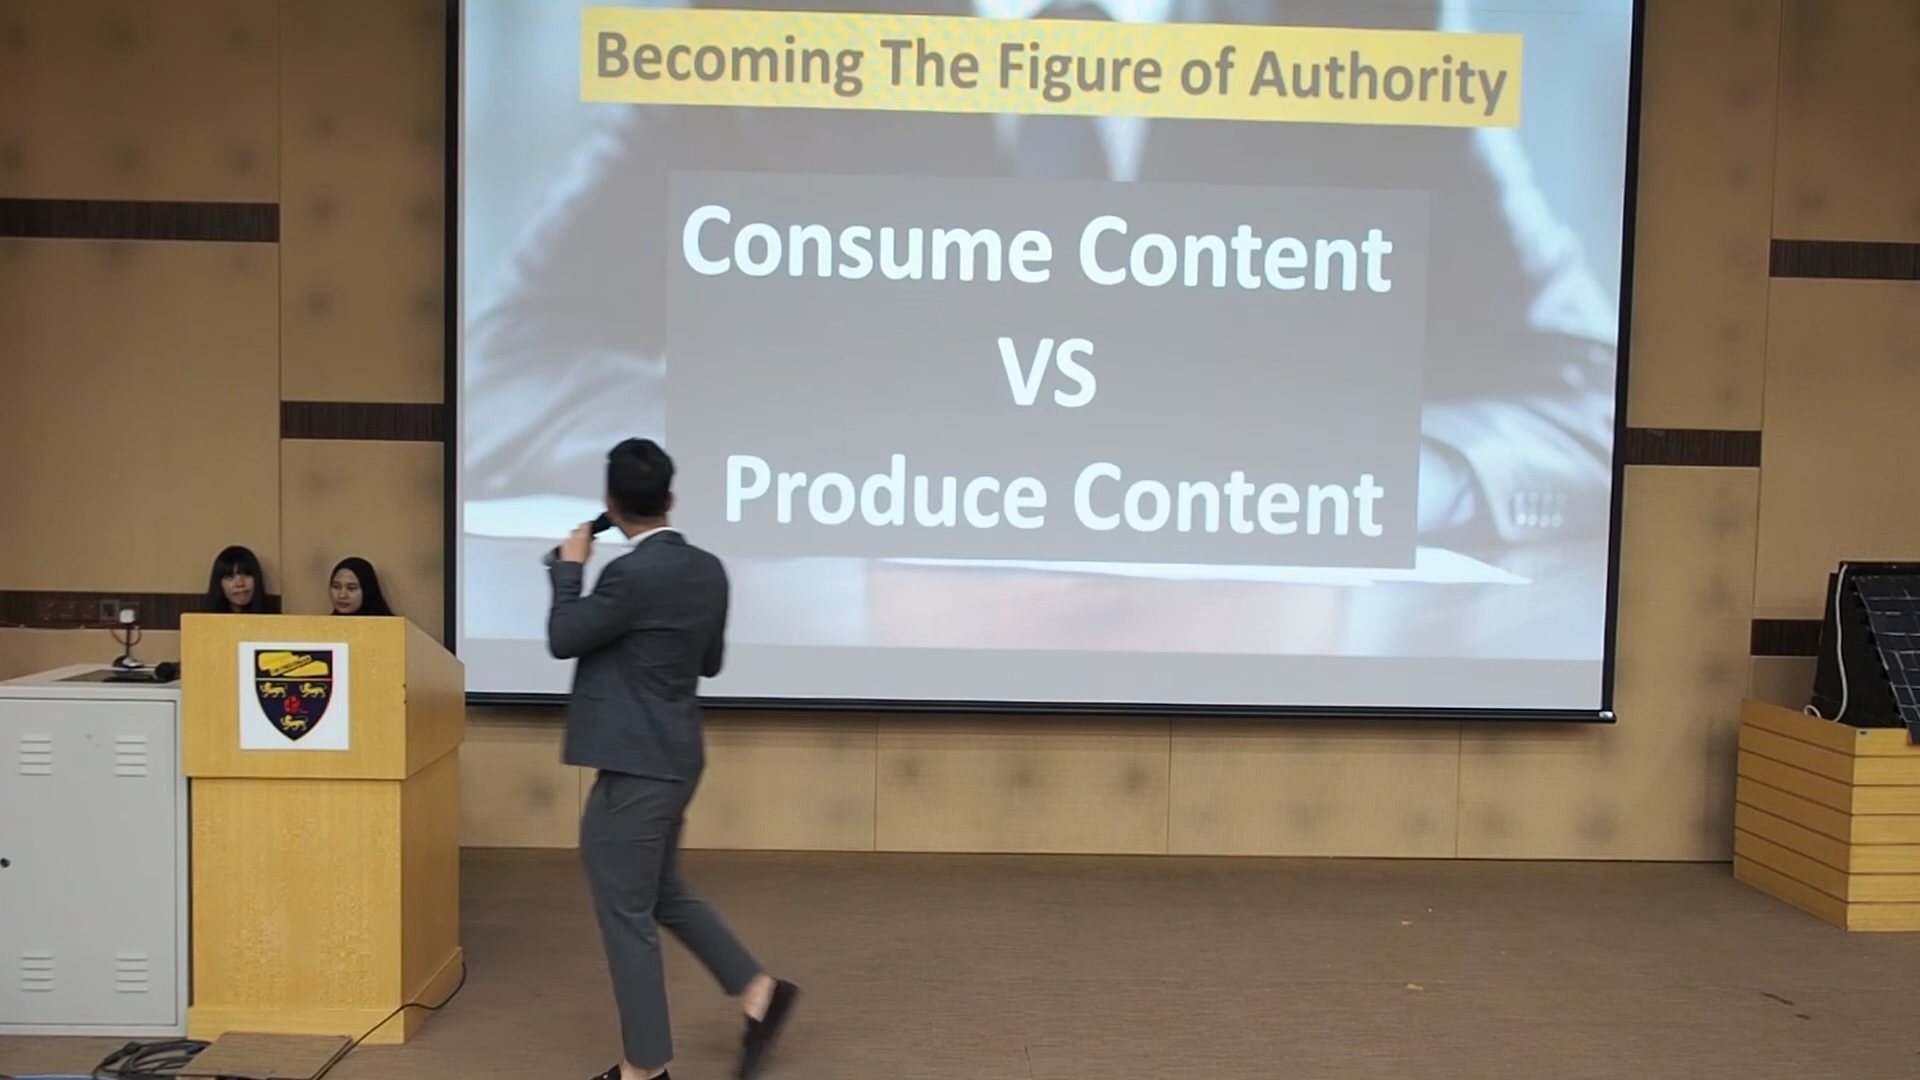 Becoming The Figure of Authority
Consume Content
VS
Produce Content